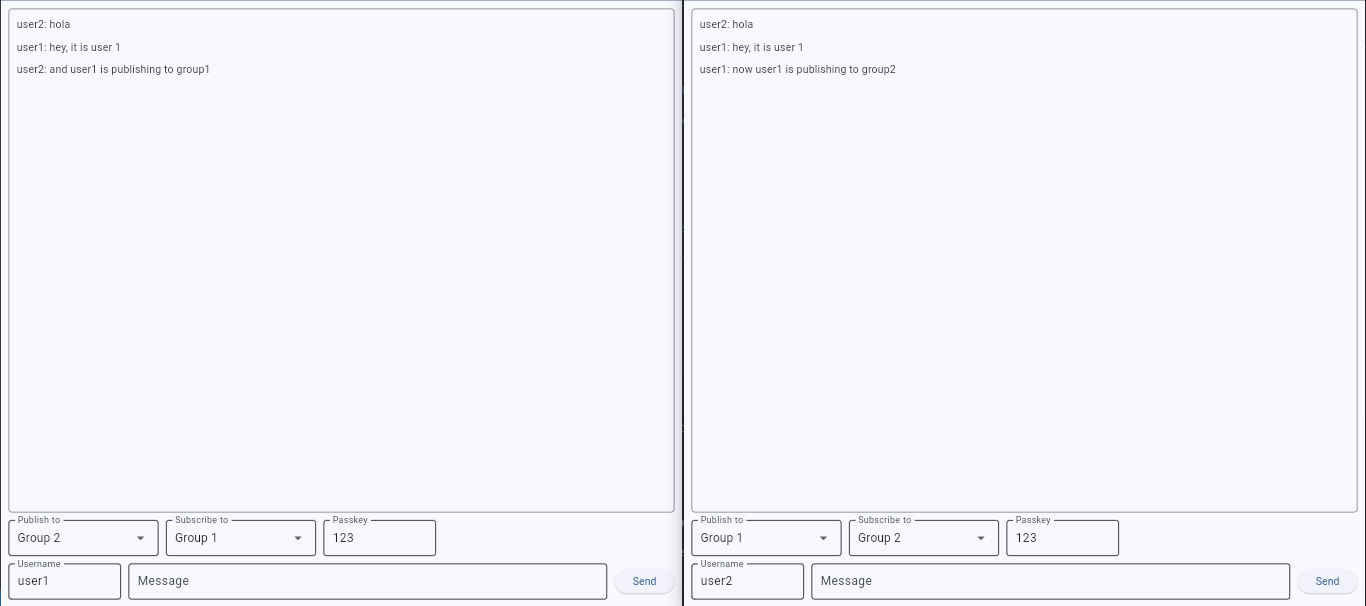 user2: hola
user1: hey, it is user 1
user2: and user1 is publishing to group1
Publish to
Subscribe to
Passkey
Group 2
Group 1
123
Username
user1
Message
Send
user2: hola
user1: hey, it is user 1
user1: now user1 is publishing to group2
Publish to
Subscribe to
Passkey
Group 1
Group 2
123
Username
user2
Message
Send